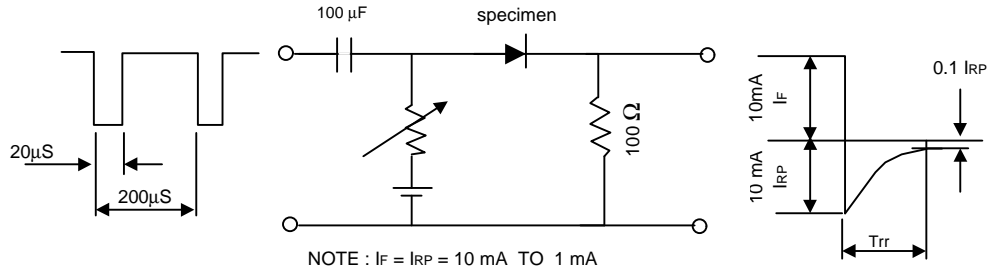 20μS
200μS
100 μF
specimen
100 Ω
NOTE : IF = IRP = 10 mA TO 1 mA
10mA
IF
10 mA
IRP
0.1 IRP
Trr